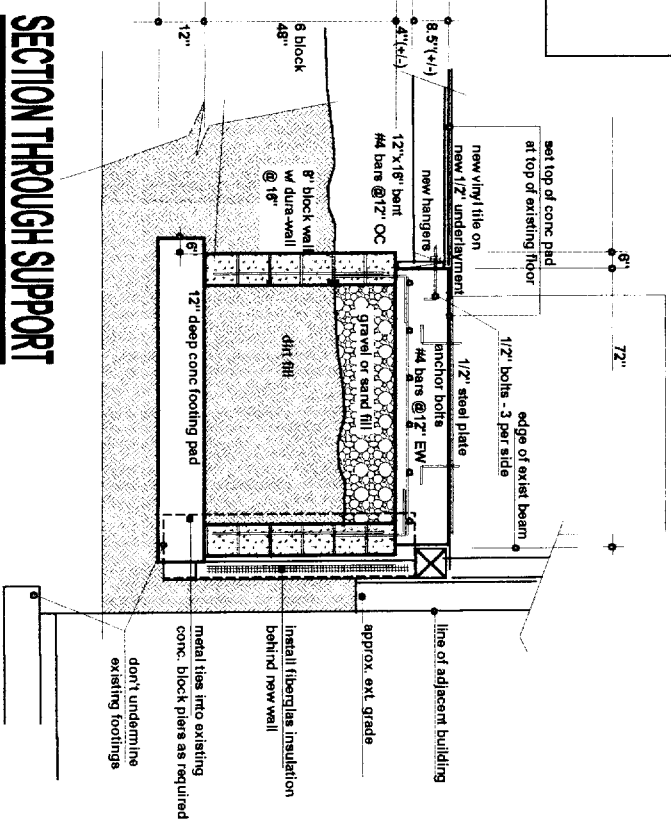 SECTION THROUGH SUPPORT
set top of conc pad
at top of existing floor
new vinyl tile on
new 1/2" underlayment
new hangers
12"x16" bent
#4 bars @12" OC
8" block wall
w/ dura-wall
@ 16"
8.5"(+/-)
4"(+/-)
6 block
48"
12"
6"
72"
6"
edge of exist beam
1/2" bolts - 3 per side
1/2" steel plate
anchor bolts
#4 bars @12" EW
gravel or sand fill
dirt fill
12" deep conc footing pad
line of adjacent building
approx. ext. grade
install fiberglas insulation
behind new wall
metal ties into existing
conc. block piers as required
don't undermine
existing footings